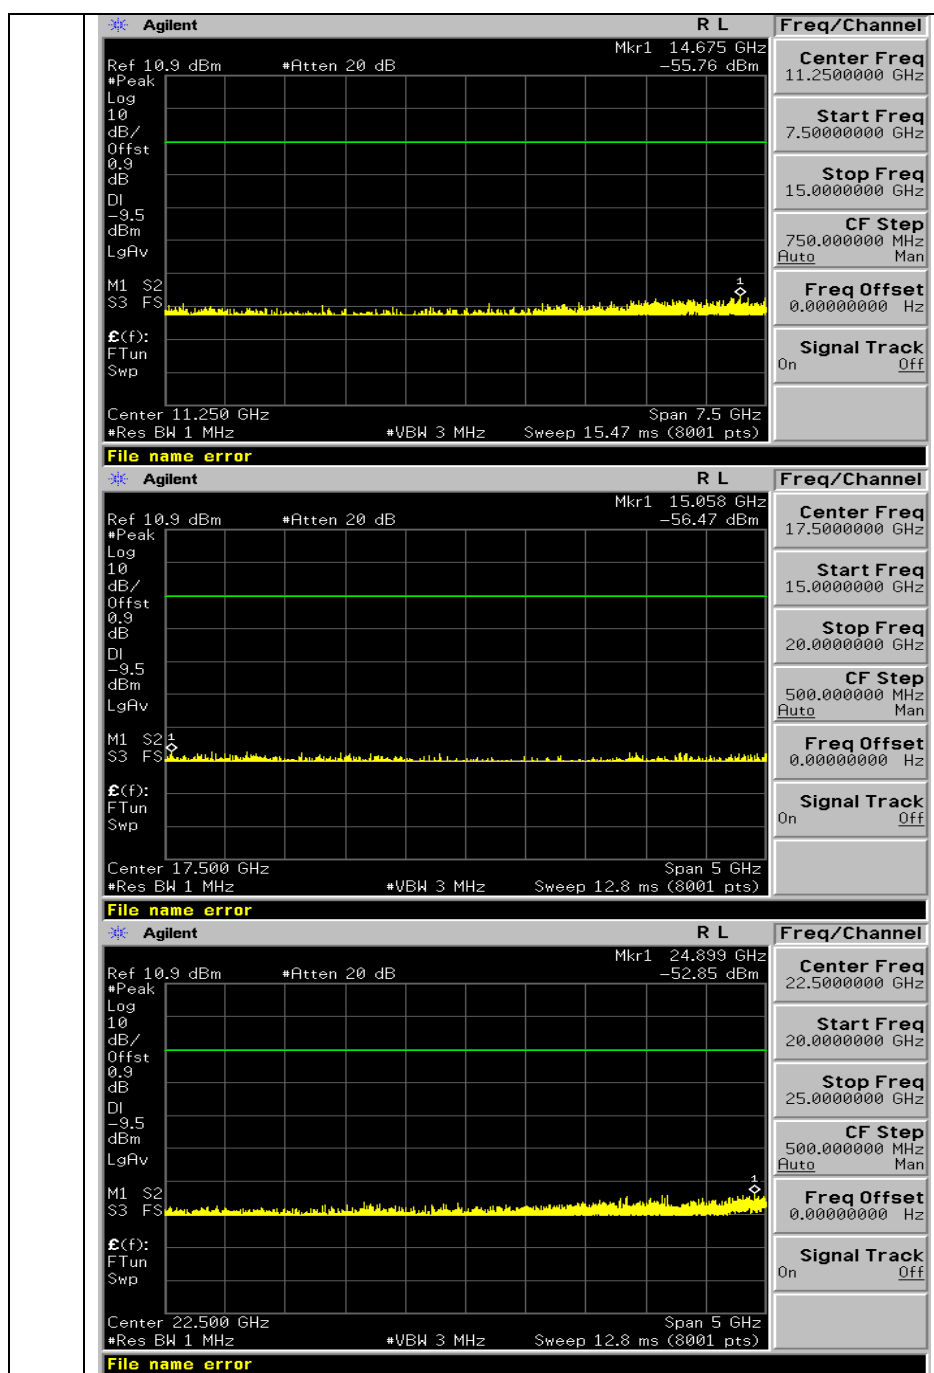 Agilent R L Freq/Channel
Mkr1 14.675 GHz
Ref 10.9 dBm #Atten 20 dB -55.76 dBm
#Peak
Log
10
dB/
Offst
0.9
dB
DI
-9.5
dBm
LgAv
M1 S2
S3 FS
£(f):
FTun
Swp
1
Center 11.250 GHz Span 7.5 GHz
#Res BW 1 MHz #VBW 3 MHz Sweep 15.47 ms (8001 pts)
File name error
Center Freq
11.2500000 GHz
Start Freq
7.50000000 GHz
Stop Freq
15.0000000 GHz
CF Step
750.000000 MHz
Auto Man
Freq Offset
0.00000000 Hz
Signal Track
On Off
Agilent R L Freq/Channel
Mkr1 15.058 GHz
Ref 10.9 dBm #Atten 20 dB -56.47 dBm
#Peak
Log
10
dB/
Offst
0.9
dB
DI
-9.5
dBm
LgAv
M1 S2
S3 FS
£(f):
FTun
Swp
1
Center 17.500 GHz Span 5 GHz
#Res BW 1 MHz #VBW 3 MHz Sweep 12.8 ms (8001 pts)
File name error
Center Freq
17.5000000 GHz
Start Freq
15.0000000 GHz
Stop Freq
20.0000000 GHz
CF Step
500.000000 MHz
Auto Man
Freq Offset
0.00000000 Hz
Signal Track
On Off
Agilent R L Freq/Channel
Mkr1 24.899 GHz
Ref 10.9 dBm #Atten 20 dB -52.85 dBm
#Peak
Log
10
dB/
Offst
0.9
dB
DI
-9.5
dBm
LgAv
M1 S2
S3 FS
£(f):
FTun
Swp
1
Center 22.500 GHz Span 5 GHz
#Res BW 1 MHz #VBW 3 MHz Sweep 12.8 ms (8001 pts)
File name error
Center Freq
22.5000000 GHz
Start Freq
20.0000000 GHz
Stop Freq
25.0000000 GHz
CF Step
500.000000 MHz
Auto Man
Freq Offset
0.00000000 Hz
Signal Track
On Off